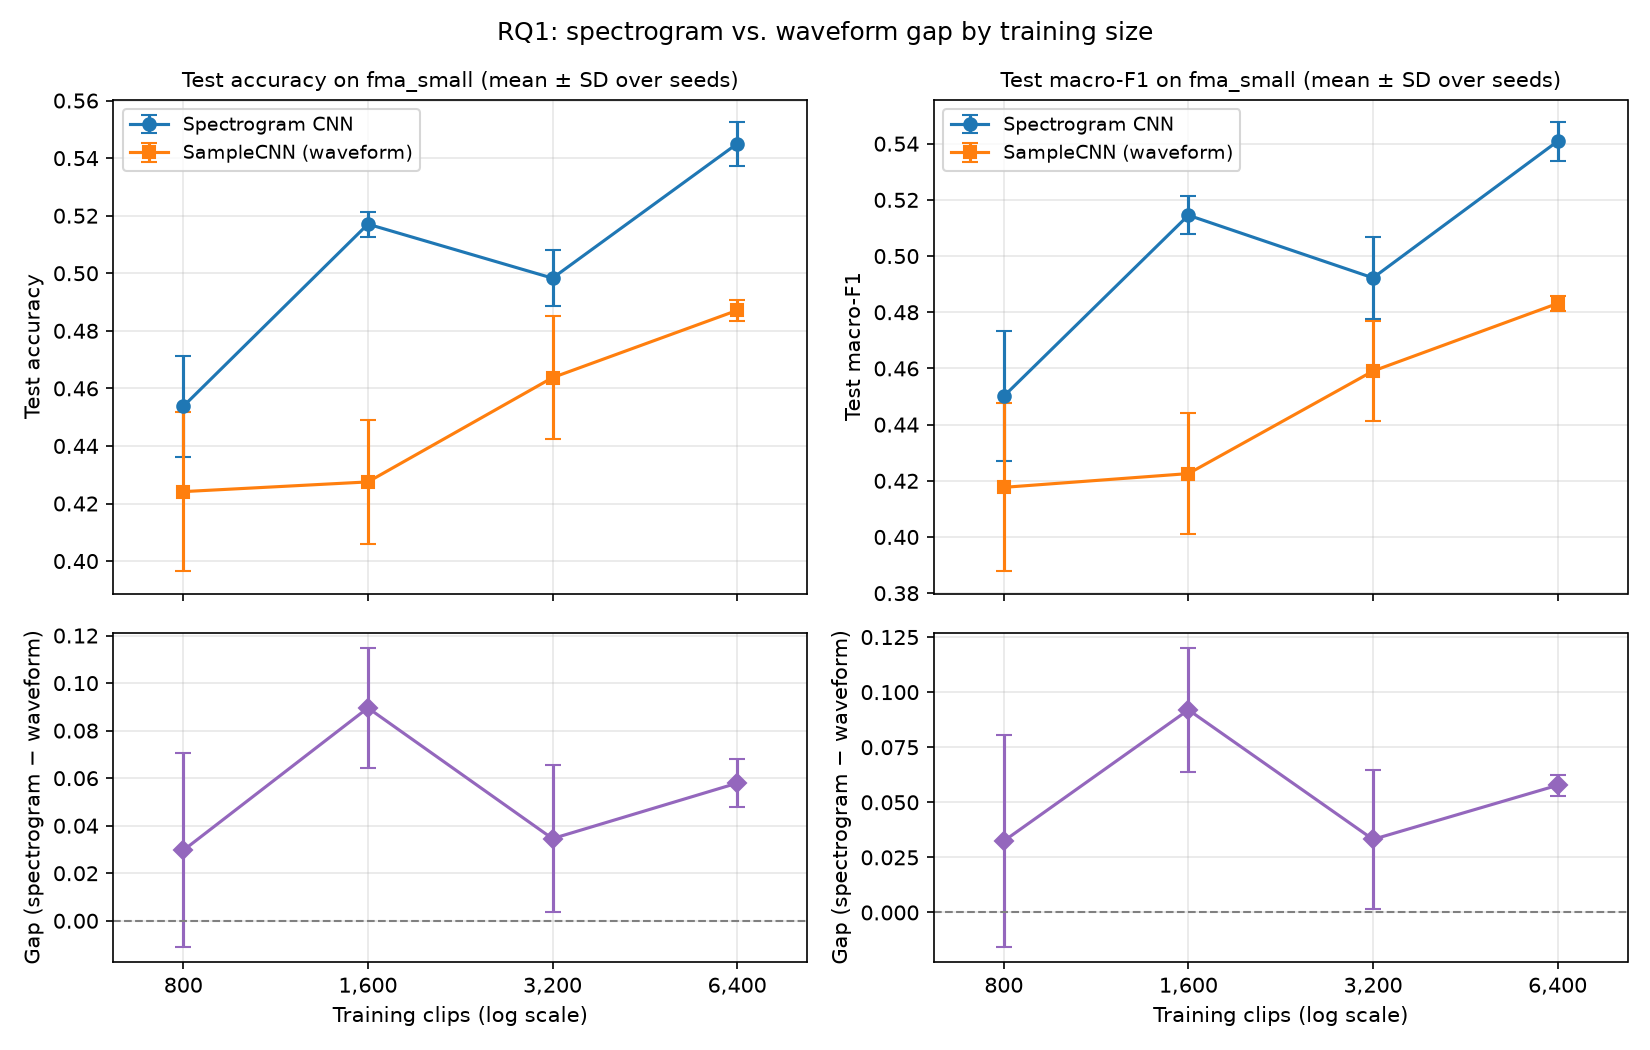 RQ1: spectrogram vs. waveform gap by training size
Test accuracy on fma_small (mean ± SD over seeds)
Spectrogram CNN
SampleCNN (waveform)
Test accuracy
0.56
0.54
0.52
0.50
0.48
0.46
0.44
0.42
0.40
Test macro-F1 on fma_small (mean ± SD over seeds)
Spectrogram CNN
SampleCNN (waveform)
Test macro-F1
0.54
0.52
0.50
0.48
0.46
0.44
0.42
0.40
0.38
Gap (spectrogram − waveform)
0.12
0.10
0.08
0.06
0.04
0.02
0.00
800 1,600 3,200 6,400
Training clips (log scale)
Gap (spectrogram − waveform)
0.125
0.100
0.075
0.050
0.025
0.000
800 1,600 3,200 6,400
Training clips (log scale)